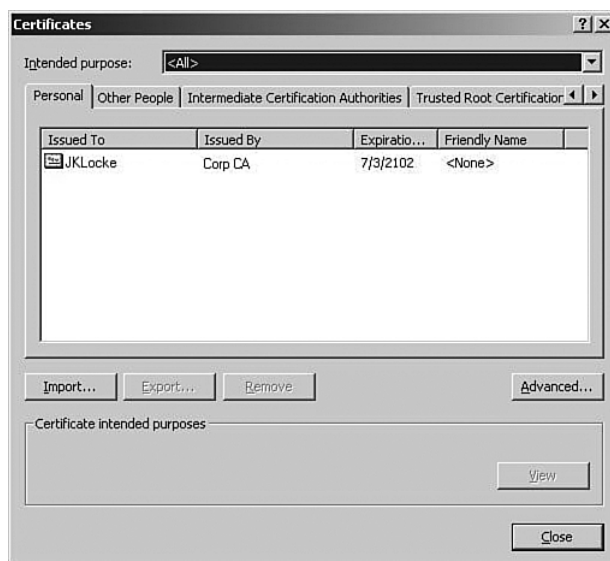 Certificates
Intended purpose: <All>
Personal Other People Intermediate Certification Authorities Trusted Root Certification
Issued To Issued By Expiratio... Friendly Name
JKLocke Corp CA 7/3/2102 <None>
Import... Export... Remove Advanced...
Certificate intended purposes
View
Close